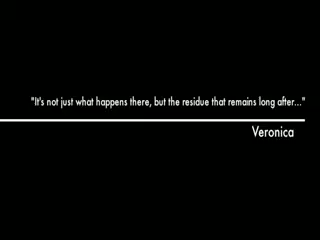 "It's not just what happens there, but the residue that remains long after..."
Veronica